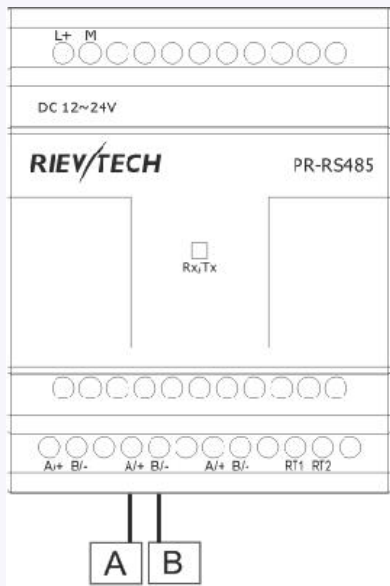 L+ M
DC 12~24V
RIEVTECH PR-RS485
Rx,Tx
A/+ B/- A/+ B/- A/+ B/- RT1 RT2
A B